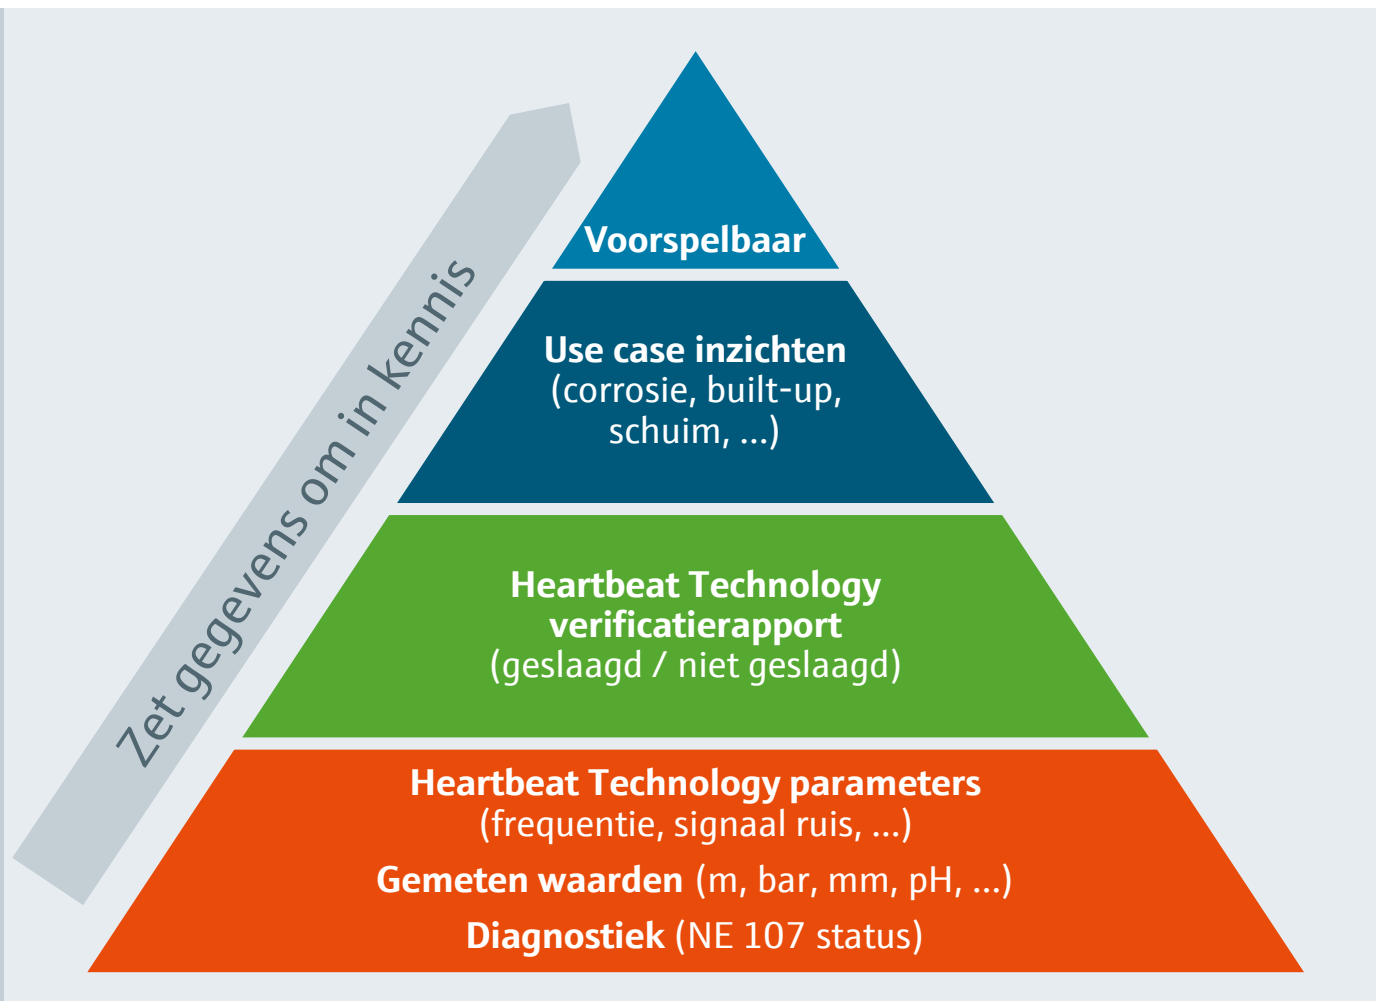 Zet gegevens om in kennis
Voorspelbaar
Use case inzichten
(corrosie, built-up,
schuim, ...)
Heartbeat Technology
verificatierapport
(geslaagd / niet geslaagd)
Heartbeat Technology parameters
(frequentie, signaal ruis, ...)
Gemeten waarden (m, bar, mm, pH, ...)
Diagnostiek (NE 107 status)